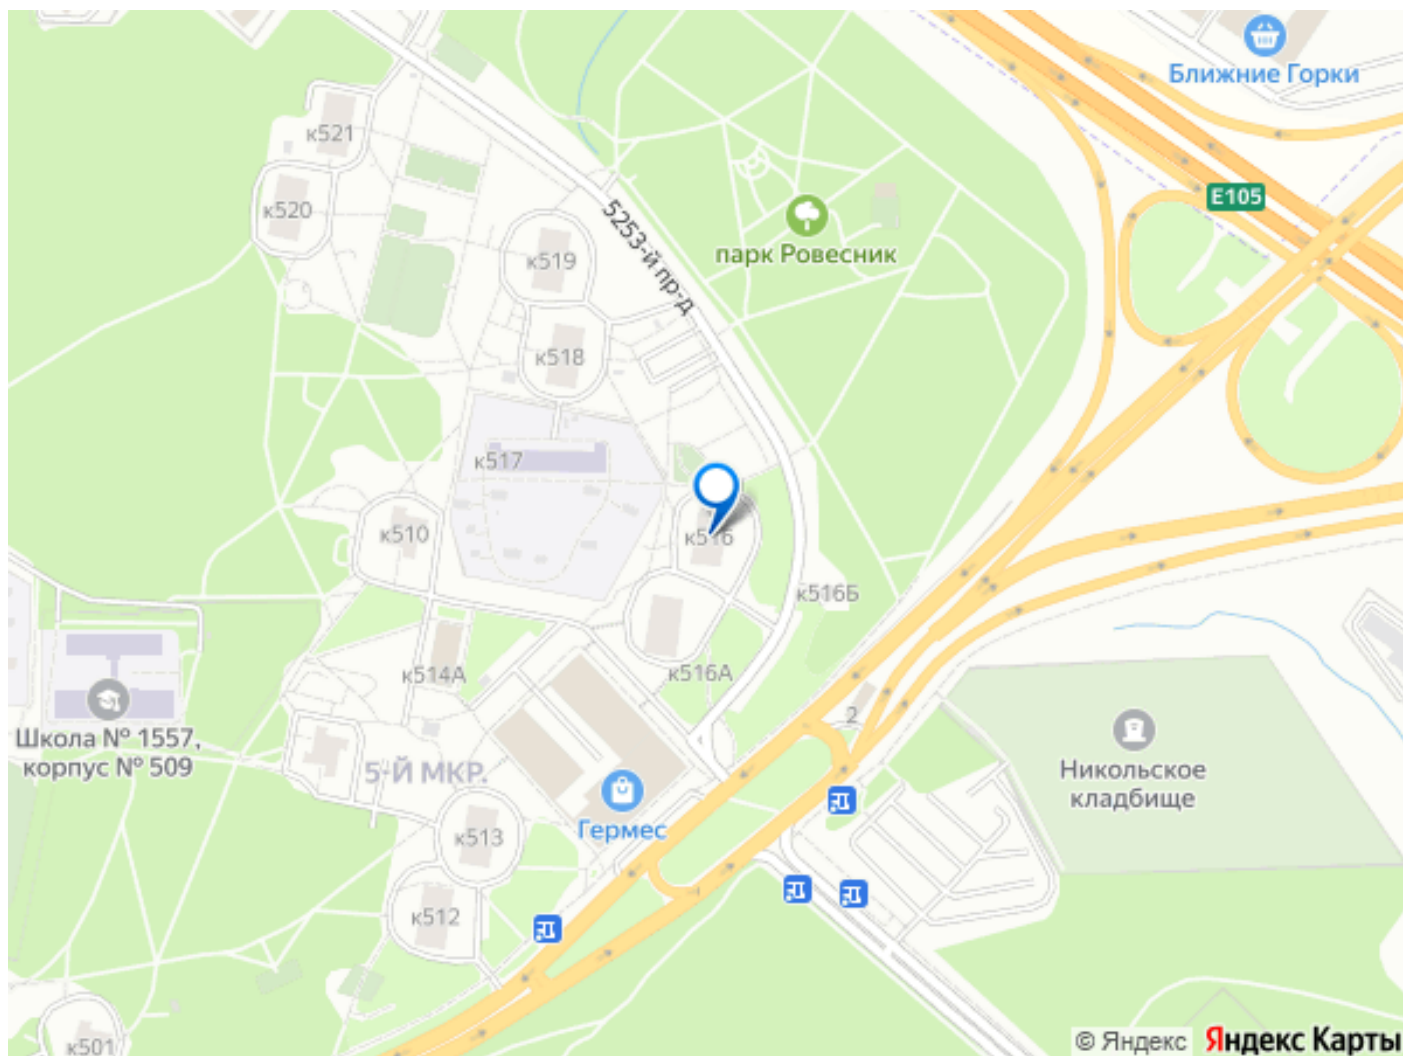 Ближние Горки
к521
E105
к520
5253-й пр-д
парк Ровесник
к519
к518
к517
к510
к516
к516Б
к514А
к516А
2
Школа № 1557,
корпус № 509
5-Й МКР.
Никольское
кладбище
Гермес
к513
к512
к501
© Яндекс Яндекс Карты